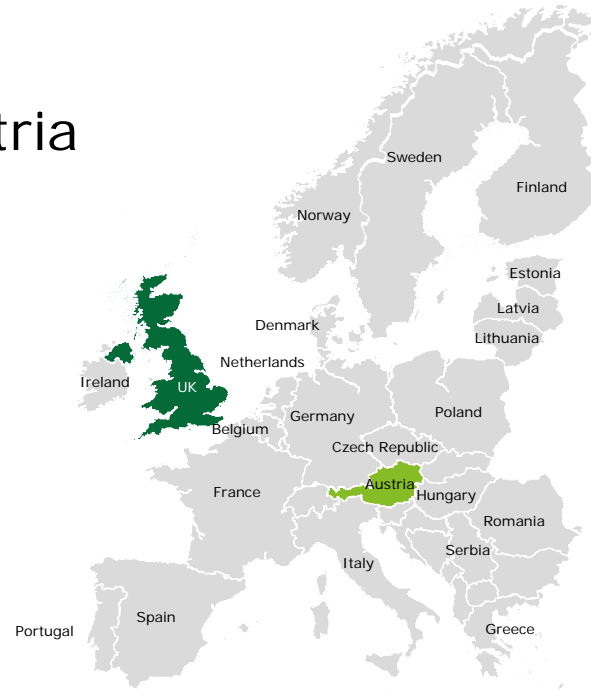 tria
Sweden
Finland
Norway
Estonia
Latvia
Denmark
Lithuania
Netherlands
Ireland
UK
Poland
Germany
Belgium
Czech Republic
Austria
France
Hungary
Romania
Serbia
Italy
Spain
Greece
Portugal